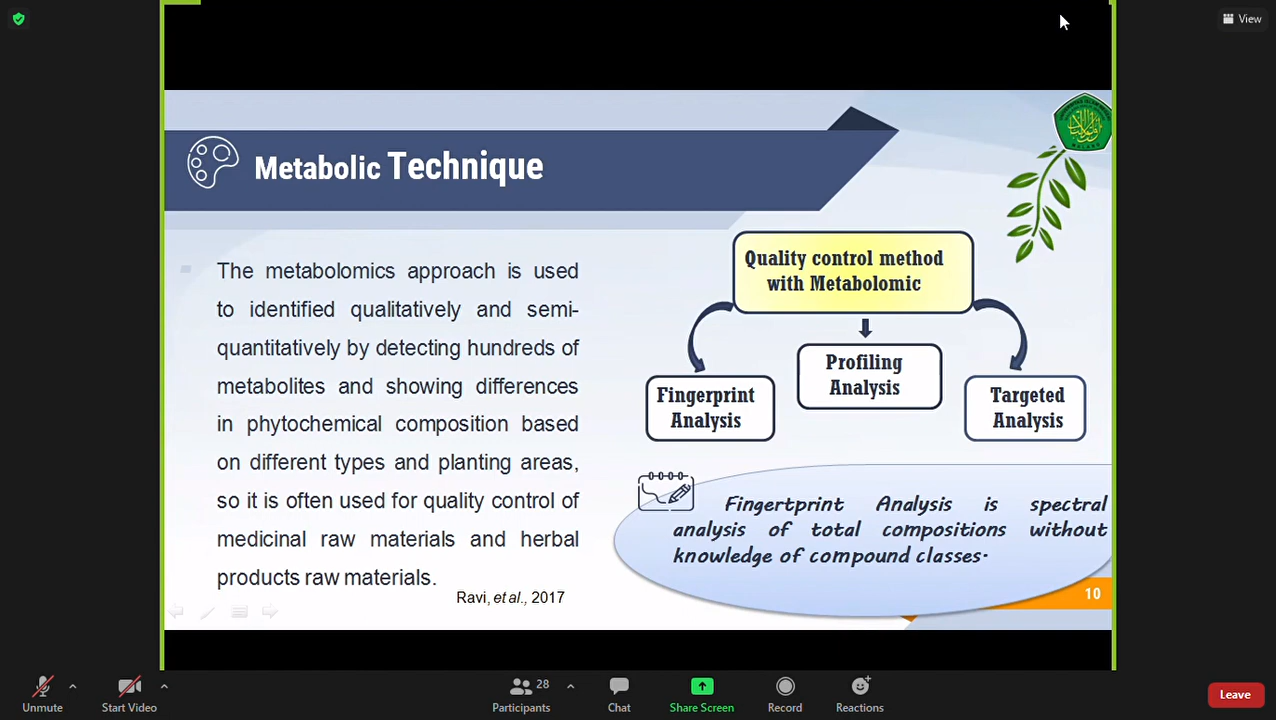 View
Metabolic Technique
The metabolomics approach is used
to identified qualitatively and semi-
quantitatively by detecting hundreds of
metabolites and showing differences
in phytochemical composition based
on different types and planting areas,
so it is often used for quality control of
medicinal raw materials and herbal
products raw materials.
Ravi, et al., 2017
Quality control method
with Metabolomic
Fingerprint
Analysis
Profiling
Analysis
Targeted
Analysis
Fingertprint Analysis is spectral
analysis of total compositions without
knowledge of compound classes.
10
Unmute
Start Video
28
Participants
Chat
Share Screen
Record
Reactions
Leave